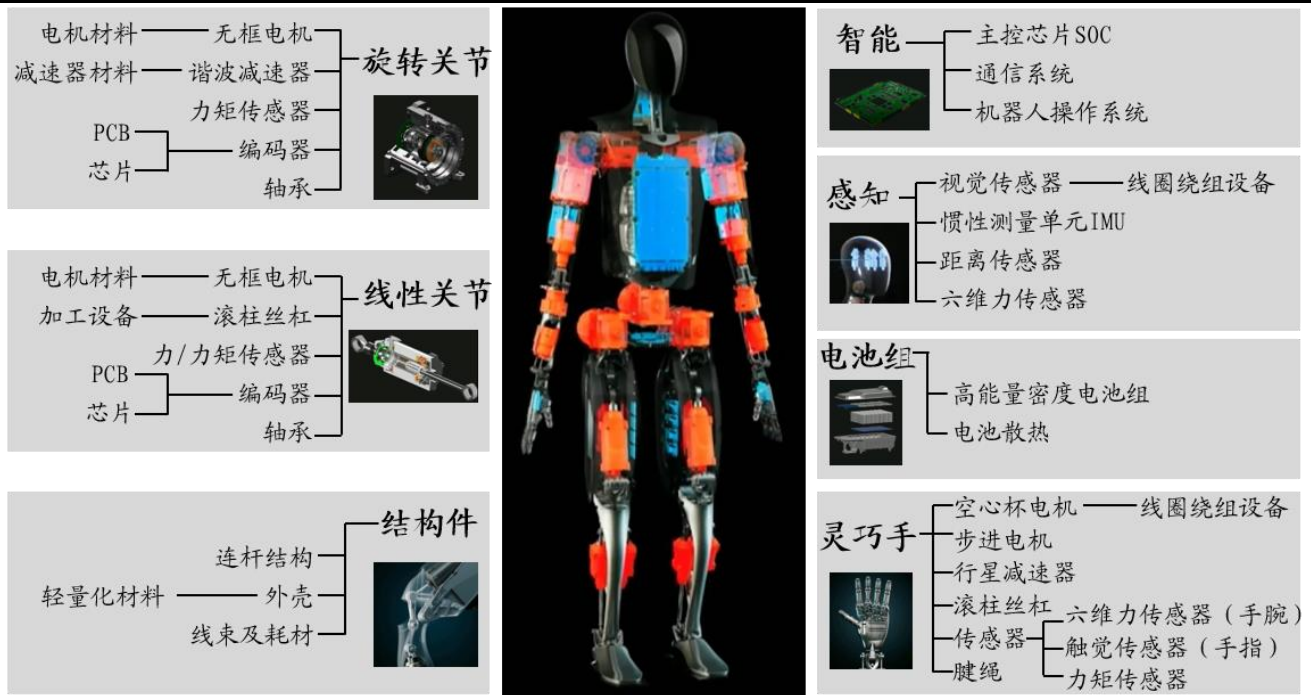 电机材料 无框电机
旋转关节
减速器材料 谐波减速器
力矩传感器
PCB
编码器
芯片
轴承
电机材料 无框电机
线性关节
加工设备 滚柱丝杠
力/力矩传感器
PCB
编码器
芯片
轴承
结构件
连杆结构
轻量化材料 外壳
线束及耗材
智能
主控芯片SOC
通信系统
机器人操作系统
感知
视觉传感器 线圈绕组设备
惯性测量单元IMU
距离传感器
六维力传感器
电池组
高能量密度电池组
电池散热
灵巧手
空心杯电机 线圈绕组设备
步进电机
行星减速器
滚柱丝杠
传感器
六维力传感器（手腕）
触觉传感器（手指）
力矩传感器
腱绳